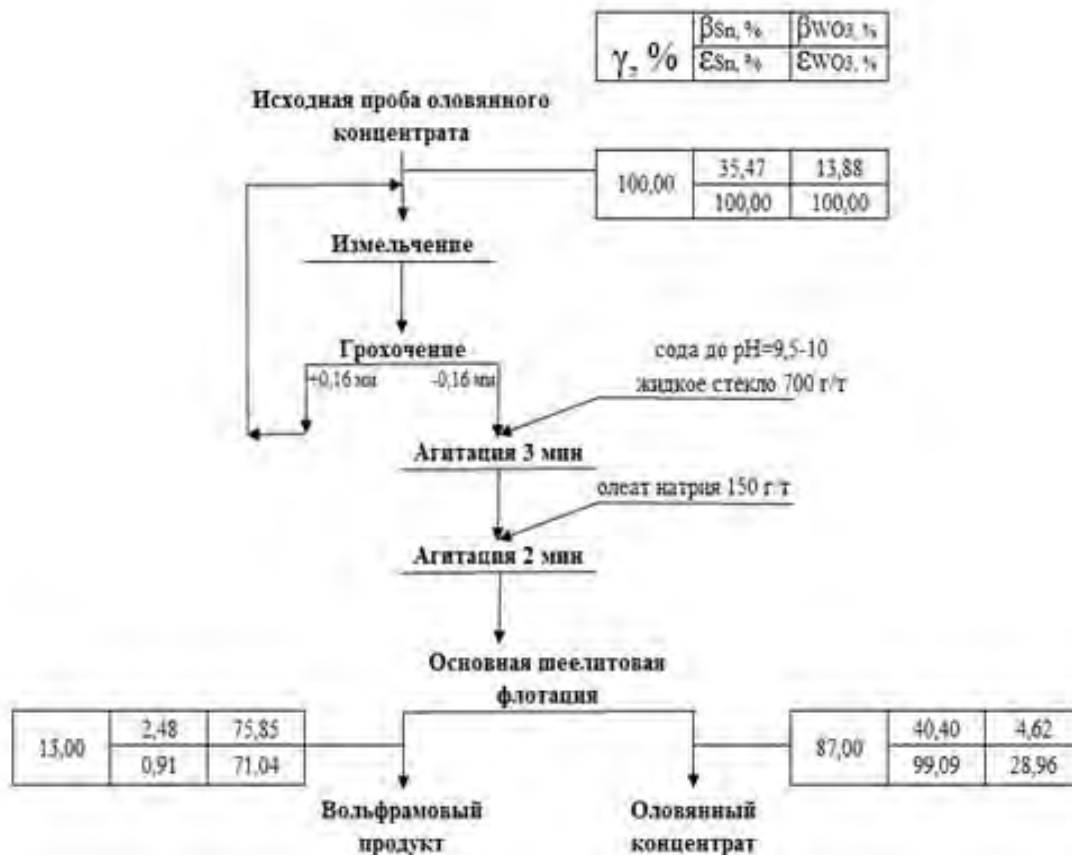 γ, %
βSn, % βWO3, %
εSn, % εWO3, %
Исходная проба оловянного
концентрата
100,00
35,47 13,88
100,00 100,00
Измельчение
Грохочение
+0,16 мм -0,16 мм
сода до pH=9,5-10
жидкое стекло 700 г/т
Агитация 3 мин
олеат натрия 150 г/т
Агитация 2 мин
Основная шеелитовая
флотация
13,00
2,48 75,85
0,91 71,04
87,00
40,40 4,62
99,09 28,96
Вольфрамовый
продукт
Оловянный
концентрат